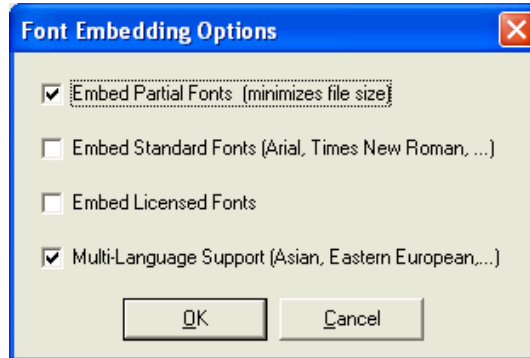 Font Embedding Options
Embed Partial Fonts (minimizes file size)
Embed Standard Fonts (Arial, Times New Roman, ...)
Embed Licensed Fonts
Multi-Language Support (Asian, Eastern European,...)
OK Cancel